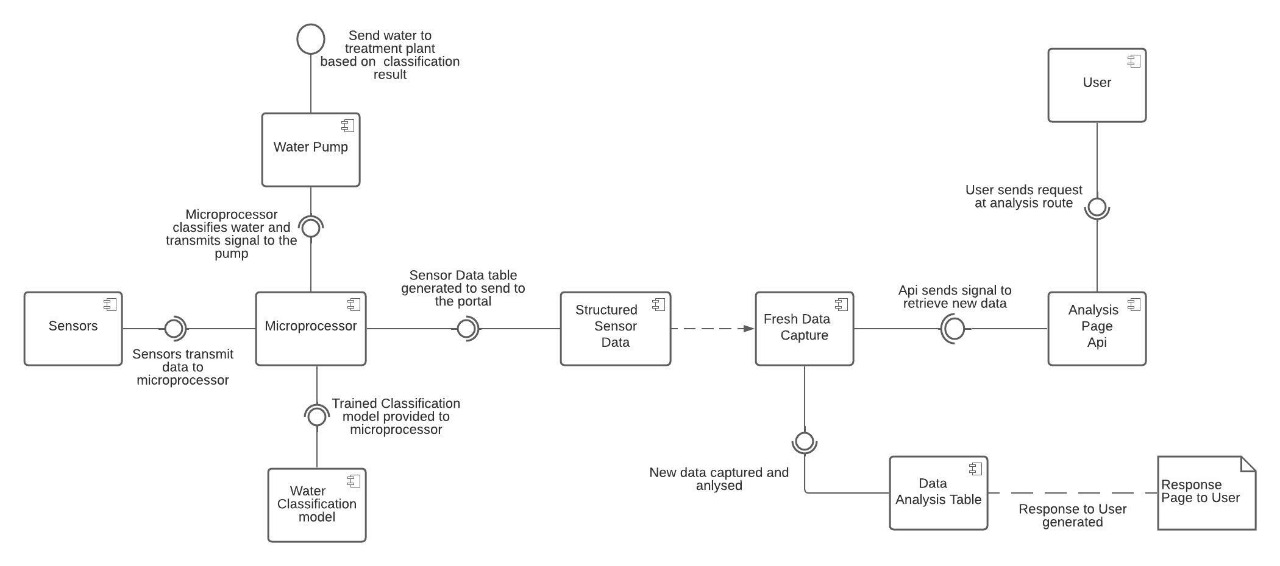 Send water to
treatment plant
based on classification
result
User
Water Pump
User sends request
at analysis route
Microprocessor
classifies water and
transmits signal to the
pump
Sensor Data table
generated to send to
the portal
Api sends signal to
retrieve new data
Sensors
Microprocessor
Structured
Sensor
Data
Fresh Data
Capture
Analysis
Page
Api
Sensors transmit
data to
microprocessor
Trained Classification
model provided to
microprocessor
New data captured and
anlysed
Water
Classification
model
Data
Analysis Table
Response to User
generated
Response
Page to User